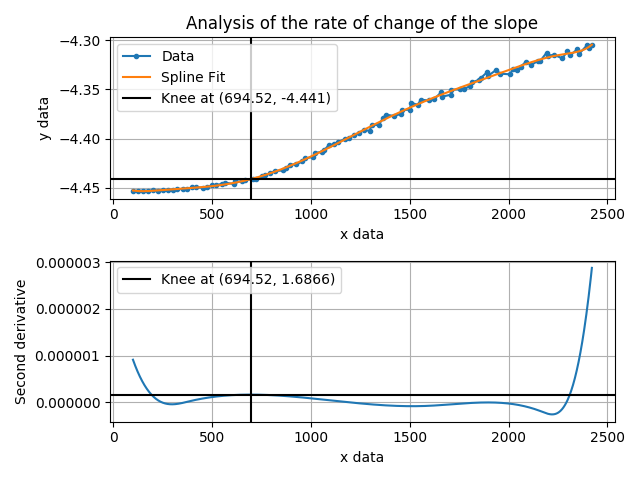 Analysis of the rate of change of the slope
−4.30
−4.35
−4.40
−4.45
y data
Data
Spline Fit
Knee at (694.52, -4.441)
0
500
1000
1500
2000
2500
x data
0.000003
0.000002
0.000001
0.000000
Second derivative
Knee at (694.52, 1.6866)
0
500
1000
1500
2000
2500
x data